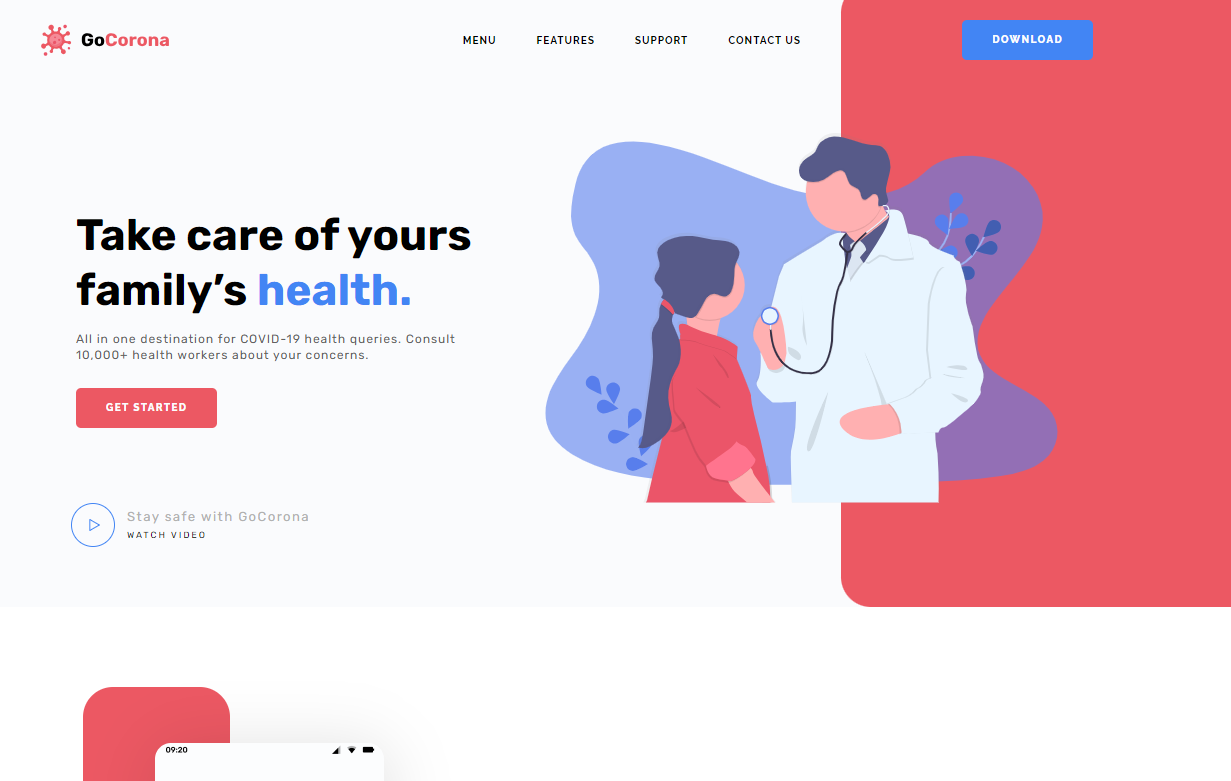 GoCorona
MENU
FEATURES
SUPPORT
CONTACT US
DOWNLOAD
Take care of yours
family’s health.
All in one destination for COVID-19 health queries. Consult
10,000+ health workers about your concerns.
GET STARTED
Stay safe with GoCorona
WATCH VIDEO
09:20